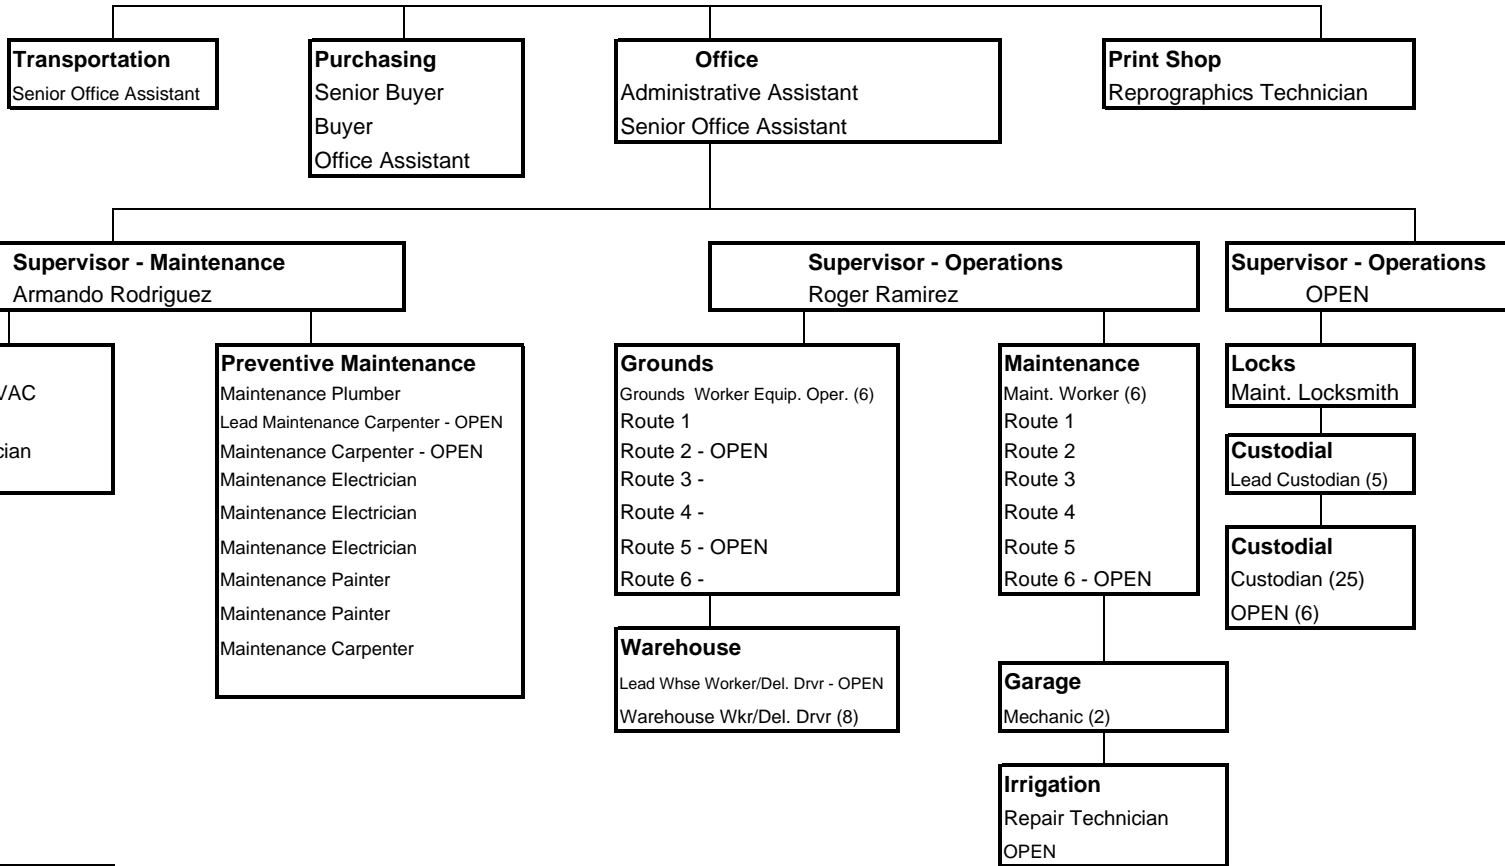 Transportation
Senior Office Assistant
Purchasing
Senior Buyer
Buyer
Office Assistant
Office
Administrative Assistant
Senior Office Assistant
Print Shop
Reprographics Technician
Supervisor - Maintenance
Armando Rodriguez
Supervisor - Operations
Roger Ramirez
Supervisor - Operations
OPEN
Preventive Maintenance
Maintenance Plumber
Lead Maintenance Carpenter - OPEN
Maintenance Carpenter - OPEN
Maintenance Electrician
Maintenance Electrician
Maintenance Electrician
Maintenance Painter
Maintenance Painter
Maintenance Carpenter
Grounds
Grounds Worker Equip. Oper. (6)
Route 1
Route 2 - OPEN
Route 3 -
Route 4 -
Route 5 - OPEN
Route 6 -
Warehouse
Lead Whse Worker/Del. Drvr - OPEN
Warehouse Wkr/Del. Drvr (8)
Maintenance
Maint. Worker (6)
Route 1
Route 2
Route 3
Route 4
Route 5
Route 6 - OPEN
Garage
Mechanic (2)
Irrigation
Repair Technician
OPEN
Locks
Maint. Locksmith
Custodial
Lead Custodian (5)
Custodial
Custodian (25)
OPEN (6)